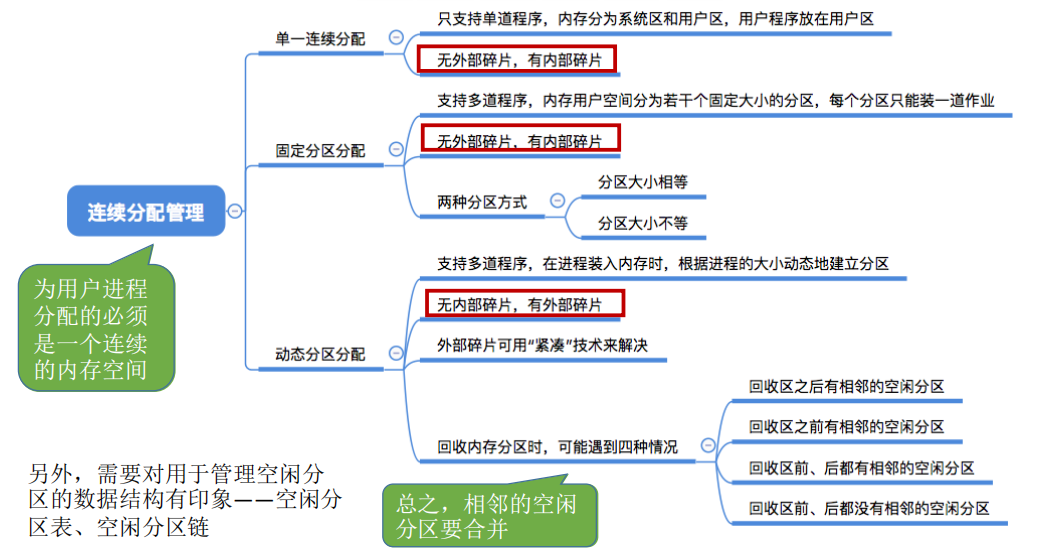 连续分配管理
为用户进程
分配的必须
是一个连续
的内存空间
单一连续分配
只支持单道程序，内存分为系统区和用户区，用户程序放在用户区
无外部碎片，有内部碎片
固定分区分配
支持多道程序，内存用户空间分为若干个固定大小的分区，每个分区只能装一道作业
无外部碎片，有内部碎片
两种分区方式
分区大小相等
分区大小不等
动态分区分配
支持多道程序，在进程装入内存时，根据进程的大小动态地建立分区
无内部碎片，有外部碎片
外部碎片可用“紧凑”技术来解决
回收内存分区时，可能遇到四种情况
回收区之后有相邻的空闲分区
回收区之前有相邻的空闲分区
回收区前、后都有相邻的空闲分区
回收区前、后都没有相邻的空闲分区
总之，相邻的空闲
分区要合并
另外，需要对用于管理空闲分
区的数据结构有印象——空闲分
区表、空闲分区链